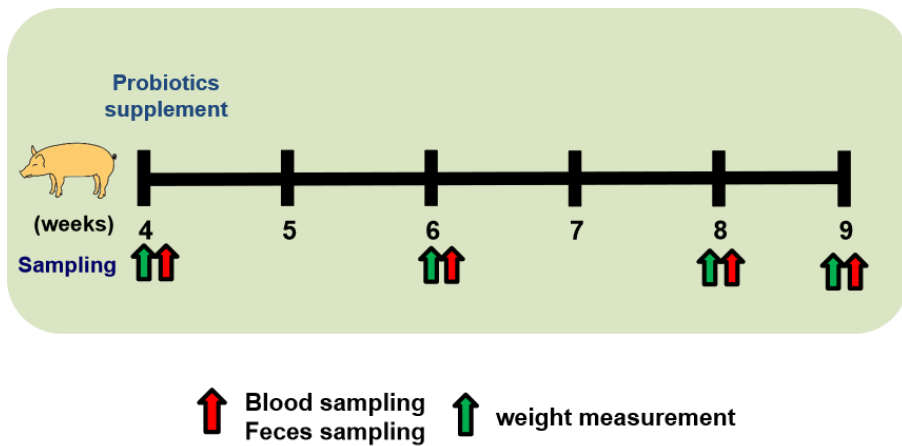 Probiotics
supplement
(weeks) 4 5 6 7 8 9
Sampling
Blood sampling
Feces sampling
weight measurement